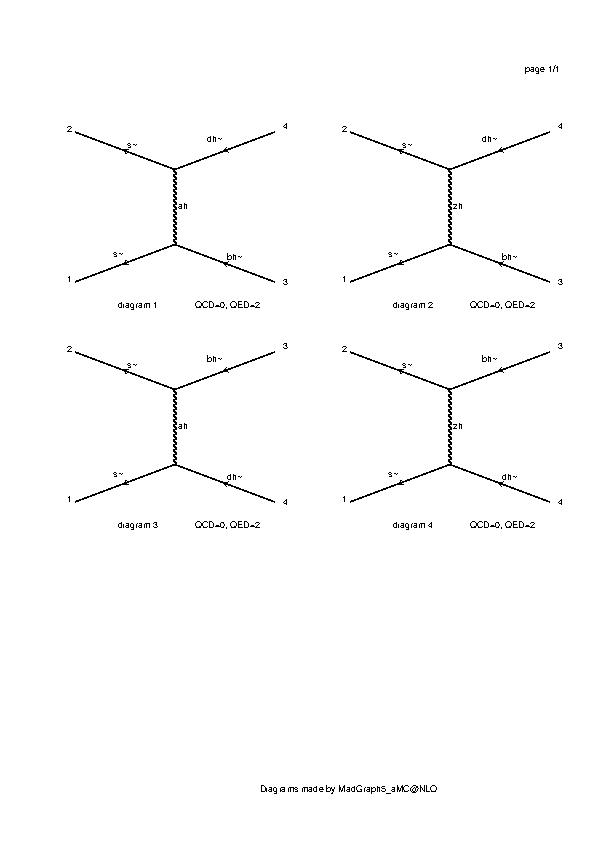 page 1/1
2 s~ dh~ 4
ah
1 s~ bh~ 3
diagram 1 QCD=0, QED=2
2 s~ dh~ 4
zh
1 s~ bh~ 3
diagram 2 QCD=0, QED=2
2 s~ bh~ 3
ah
1 s~ dh~ 4
diagram 3 QCD=0, QED=2
2 s~ bh~ 3
zh
1 s~ dh~ 4
diagram 4 QCD=0, QED=2
Diagrams made by MadGraph5_aMC@NLO